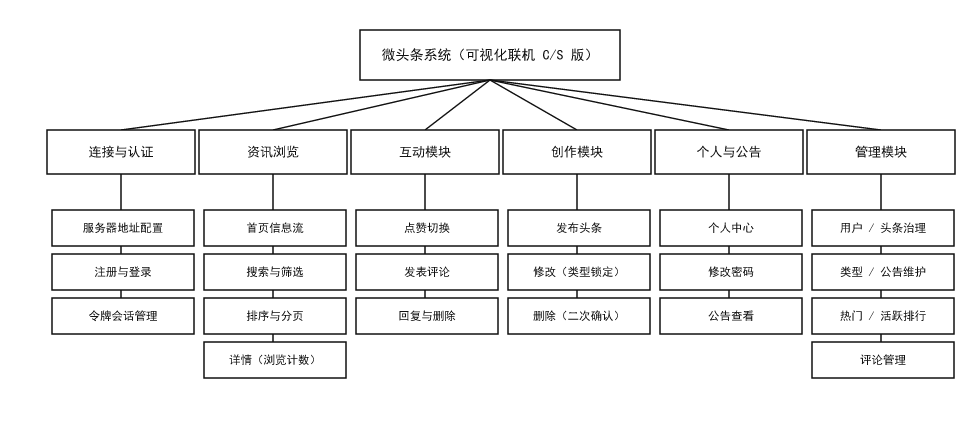 微头条系统（可视化联机 C/S 版）
连接与认证
资讯浏览
互动模块
创作模块
个人与公告
管理模块
服务器地址配置
首页信息流
点赞切换
发布头条
个人中心
用户 / 头条治理
注册与登录
搜索与筛选
发表评论
修改（类型锁定）
修改密码
类型 / 公告维护
令牌会话管理
排序与分页
回复与删除
删除（二次确认）
公告查看
热门 / 活跃排行
详情（浏览计数）
评论管理